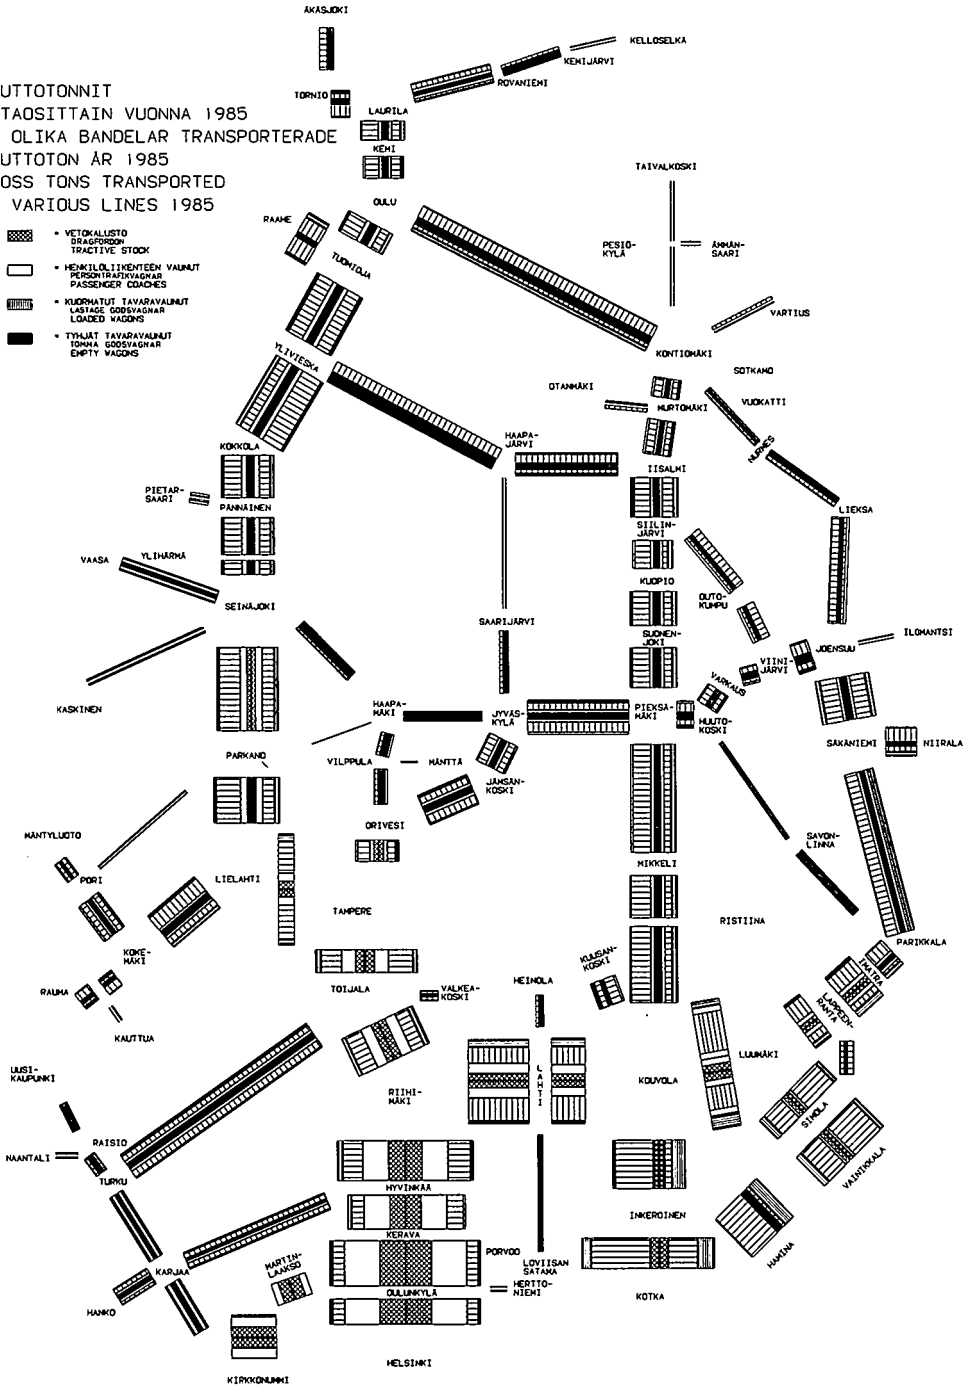 ÄKÄSJOKI
KELLOSELKÄ
KEMIJÄRVI
ROVANIEMI
UTTOTONNIT
TAOSITTAIN VUONNA 1985
OLIKA BANDELAR TRANSPORTERADE
UTTOTON ÅR 1985
OSS TONS TRANSPORTED
VARIOUS LINES 1985
TORNIO
LAURILA
KEMI
OULU
TAIVALKOSKI
RAAHE
TUOMIOJA
PESIÖ-
KYLÄ
ÄMMÄN-
SAARI
= VETOKALUSTO
DRAGFORDON
TRACTIVE STOCK
= HENKILÖLIIKENTEEN VAUNUT
PERSONTRAFIKVAGNAR
PASSENGER COACHES
= KUORMATUT TAVARAVAUNUT
LASTAGE GODSVAGNAR
LOADED WAGONS
= TYHJÄT TAVARAVAUNUT
TOMMA GODSVAGNAR
EMPTY WAGONS
VARTIUS
KONTIOMÄKI
YLIVIESKA
SOTKAMO
OTANMÄKI
MURTOMÄKI
VUOKATTI
KOKKOLA
HAAPA-
JÄRVI
NURMES
IISALMI
PIETAR-
SAARI
PÄNNÄINEN
LIEKSA
SIILIN-
JÄRVI
VAASA
YLIHÄRMÄ
KUOPIO
OUTO-
KUMPU
SEINÄJOKI
SAARIJÄRVI
SUONEN-
JOKI
ILOMANTSI
JOENSUU
VIINI-
JÄRVI
VARKAUS
KASKINEN
HAAPA-
MÄKI
JYVÄS-
KYLÄ
PIEKSÄ-
MÄKI
HUUTO-
KOSKI
SÄKÄNIEMI
NIIRALA
PARKANO
VILPPULA
MÄNTTÄ
JÄMSÄN-
KOSKI
ORIVESI
MÄNTYLUOTO
PORI
LIELAHTI
MIKKELI
SAVON-
LINNA
TAMPERE
RISTIINA
PARIKKALA
KOKE-
MÄKI
IMATRA
RAUMA
TOIJALA
VALKEA-
KOSKI
HEINOLA
KUUSAN-
KOSKI
LAPPEEN-
RANTA
KAUTTUA
UUSI-
KAUPUNKI
RIIHI-
MÄKI
LAHTI
KOUVOLA
LUUMÄKI
SIMOLA
RAISIO
NAANTALI
TURKU
VAINIKKALA
HYVINKÄÄ
INKEROINEN
KERAVA
HAMINA
KARJAA
MARTIN-
LAAKSO
PORVOO
LOVIISAN
SATAMA
HERTTO-
NIEMI
OULUNKYLÄ
KOTKA
HANKO
HELSINKI
KIRKKONUMMI